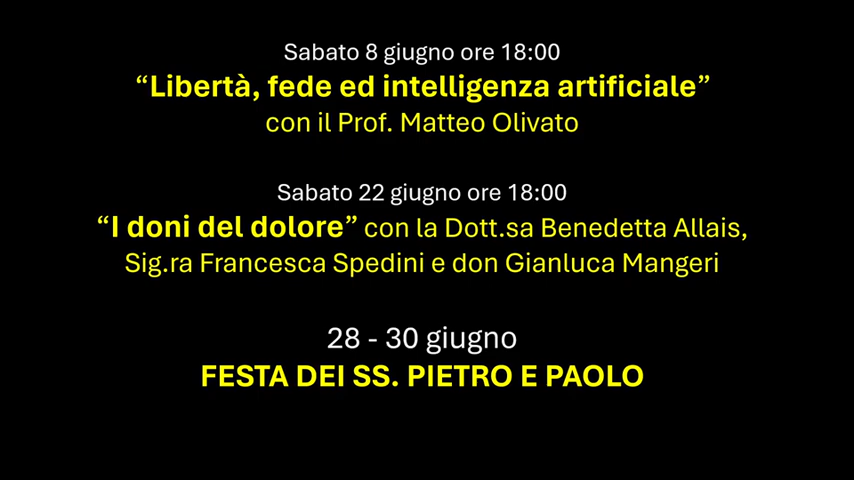 Sabato 8 giugno ore 18:00
“Libertà, fede ed intelligenza artificiale”
con il Prof. Matteo Olivato
Sabato 22 giugno ore 18:00
“I doni del dolore” con la Dott.sa Benedetta Allais,
Sig.ra Francesca Spedini e don Gianluca Mangeri
28 - 30 giugno
FESTA DEI SS. PIETRO E PAOLO